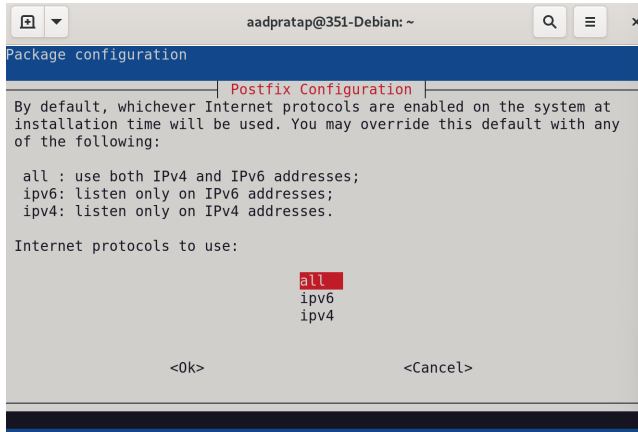 aadpratap@351-Debian: ~
Package configuration
Postfix Configuration
By default, whichever Internet protocols are enabled on the system at
installation time will be used. You may override this default with any
of the following:
all : use both IPv4 and IPv6 addresses;
ipv6: listen only on IPv6 addresses;
ipv4: listen only on IPv4 addresses.
Internet protocols to use:
all
ipv6
ipv4
<Ok> <Cancel>